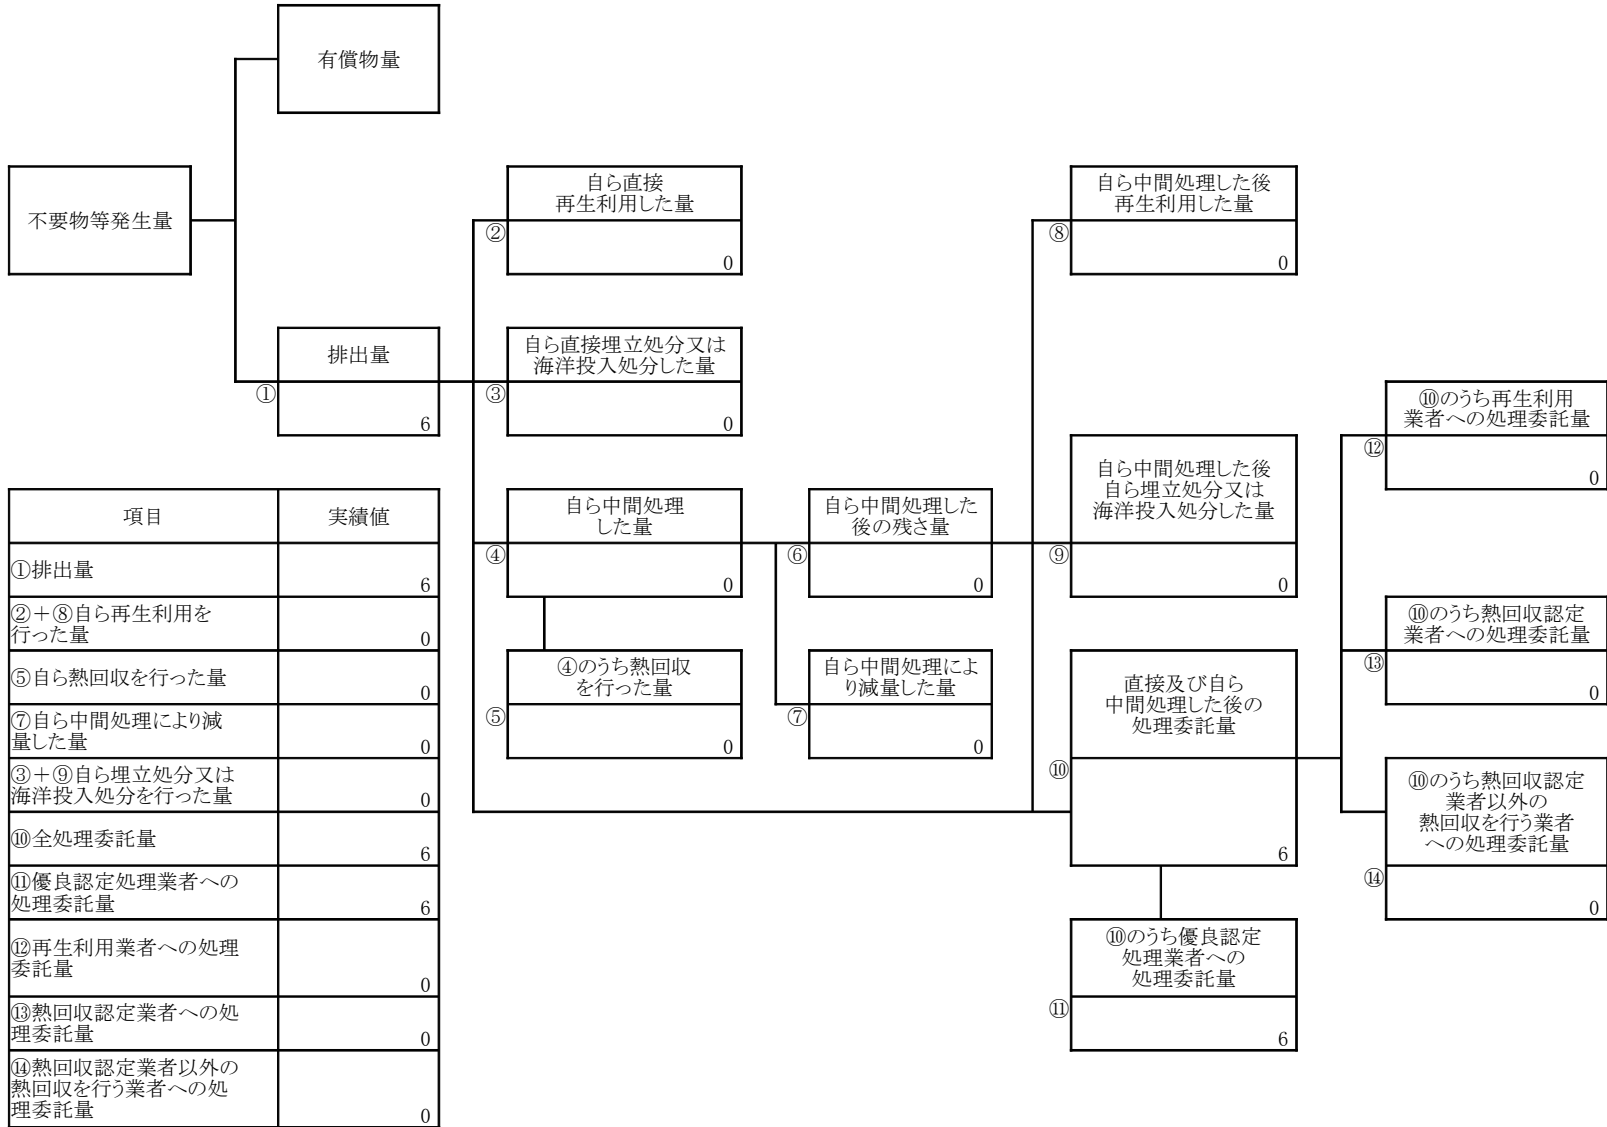 有償物量
不要物等発生量
自ら直接
再生利用した量
②
0
自ら中間処理した後
再生利用した量
⑧
0
排出量
①
6
自ら直接埋立処分又は
海洋投入処分した量
③
0
⑩のうち再生利用
業者への処理委託量
⑫
0
自ら中間処理した後
自ら埋立処分又は
海洋投入処分した量
⑨
0
自ら中間処理
した量
④
0
自ら中間処理した
後の残さ量
⑥
0
④のうち熱回収
を行った量
⑤
0
自ら中間処理によ
り減量した量
⑦
0
直接及び自ら
中間処理した後の
処理委託量
⑩
6
⑩のうち熱回収認定
業者への処理委託量
⑬
0
⑩のうち熱回収認定
業者以外の
熱回収を行う業者
への処理委託量
⑭
0
⑩のうち優良認定
処理業者への
処理委託量
⑪
6
項目 実績値
①排出量
6
②+⑧自ら再生利用を
行った量 0
⑤自ら熱回収を行った量
0
⑦自ら中間処理により減
量した量 0
③+⑨自ら埋立処分又は
海洋投入処分を行った量 0
⑩全処理委託量
6
⑪優良認定処理業者への
処理委託量 6
⑫再生利用業者への処理
委託量
0
⑬熱回収認定業者への処
理委託量 0
⑭熱回収認定業者以外の
熱回収を行う業者への処
理委託量 0